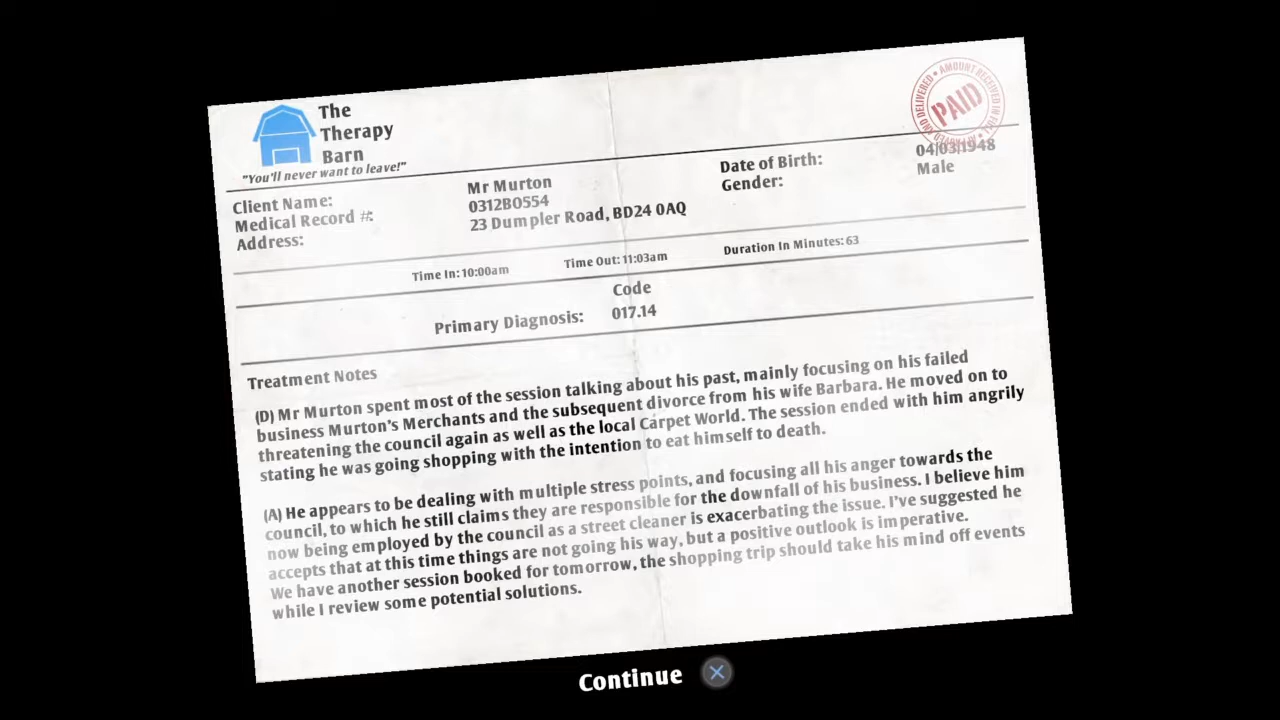 The
Therapy
Barn
"You'll never want to leave!"
AMOUNT RECEIVED IN FULL
PAID
Client Name: Mr Murton Date of Birth: 04/03/1948
Medical Record #: 0312B0554 Gender: Male
Address: 23 Dumpler Road, BD24 0AQ
Time In: 10:00am Time Out: 11:03am Duration In Minutes: 63
Code
Primary Diagnosis: 017.14
Treatment Notes
(D) Mr Murton spent most of the session talking about his past, mainly focusing on his failed
business Murton's Merchants and the subsequent divorce from his wife Barbara. He moved on to
threatening the council again as well as the local Carpet World. The session ended with him angrily
stating he was going shopping with the intention to eat himself to death.
(A) He appears to be dealing with multiple stress points, and focusing all his anger towards the
council, to which he still claims they are responsible for the downfall of his business. I believe him
now being employed by the council as a street cleaner is exacerbating the issue. I've suggested he
accepts that at this time things are not going his way, but a positive outlook is imperative.
We have another session booked for tomorrow, the shopping trip should take his mind off events
while I review some potential solutions.
Continue